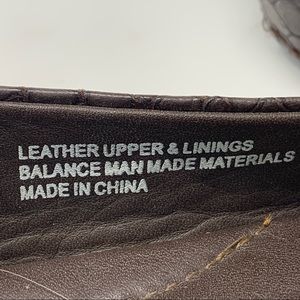 LEATHER UPPER & LININGS
BALANCE MAN MADE MATERIALS
MADE IN CHINA